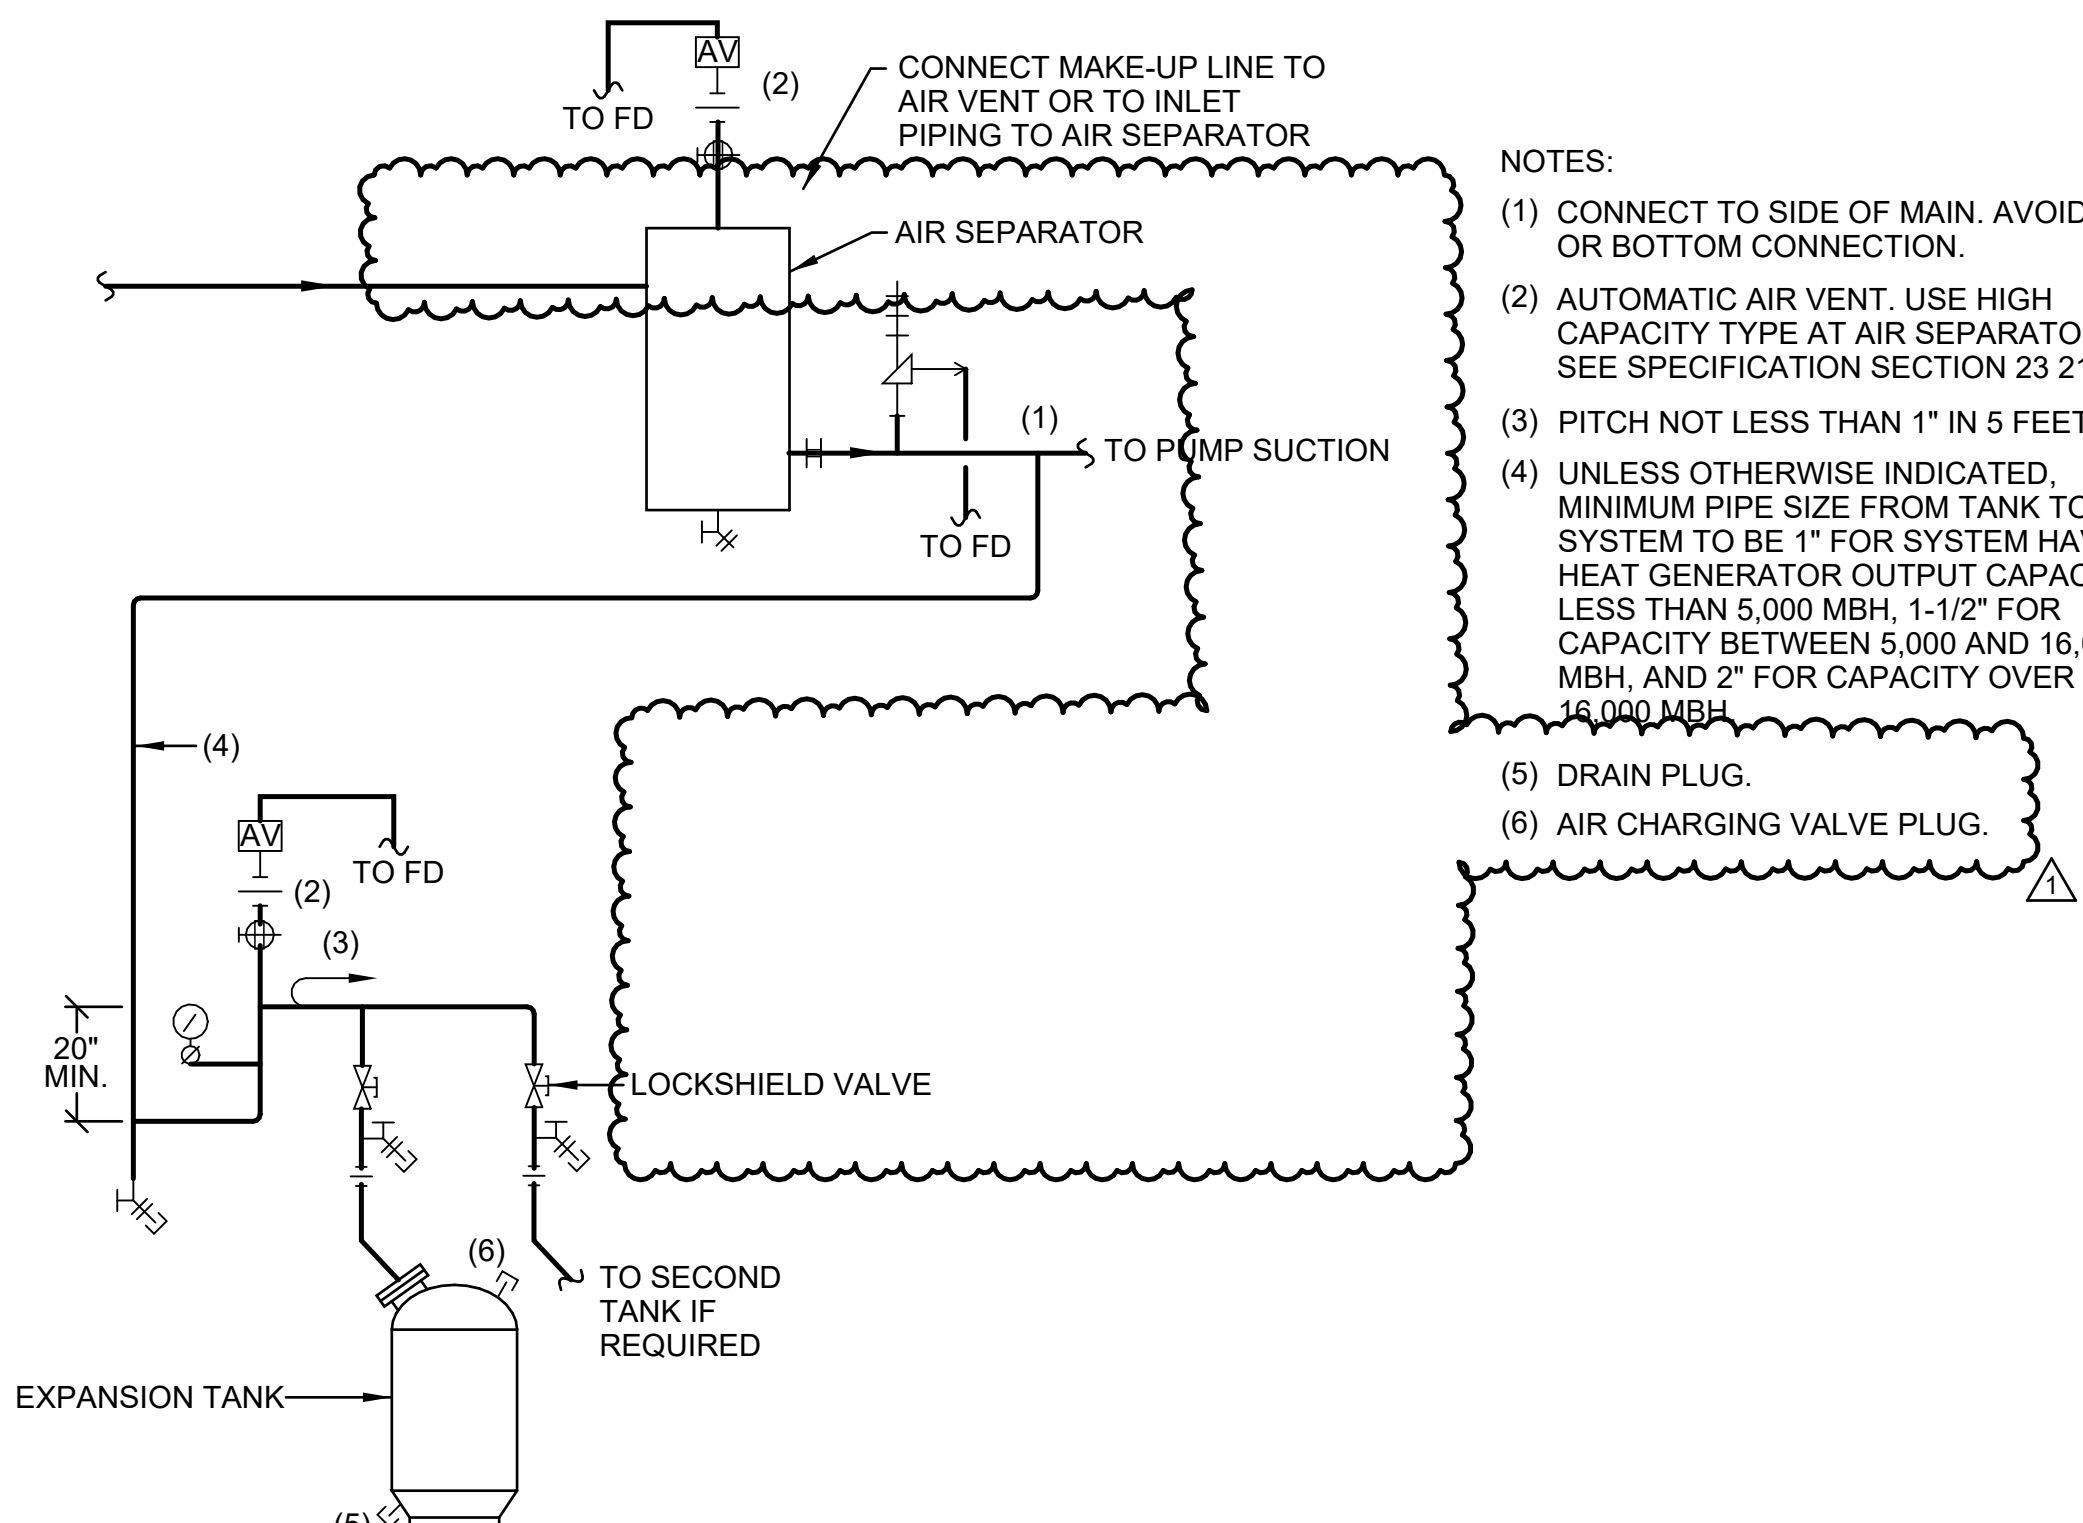 AV
(2)
TO FD
CONNECT MAKE-UP LINE TO
AIR VENT OR TO INLET
PIPING TO AIR SEPARATOR
AIR SEPARATOR
(1)
TO PUMP SUCTION
TO FD
(4)
AV
TO FD
(2)
(3)
20"
MIN.
LOCKSHIELD VALVE
(6)
TO SECOND
TANK IF
REQUIRED
EXPANSION TANK
(5)
NOTES:
(1) CONNECT TO SIDE OF MAIN. AVOID
OR BOTTOM CONNECTION.
(2) AUTOMATIC AIR VENT. USE HIGH
CAPACITY TYPE AT AIR
SEE SPECIFICATION SECTION 23
(3) PITCH NOT LESS THAN 1" IN 5 FEET
(4) UNLESS OTHERWISE INDICATED,
MINIMUM PIPE SIZE FROM TANK TO
SYSTEM TO BE 1" FOR SYSTEM
HEAT GENERATOR OUTPUT
LESS THAN 5,000 MBH, 1-1/2" FOR
CAPACITY BETWEEN 5,000 AND
MBH, AND 2" FOR CAPACITY OVER
16,000 MBH.
(5) DRAIN PLUG.
(6) AIR CHARGING VALVE PLUG.
1